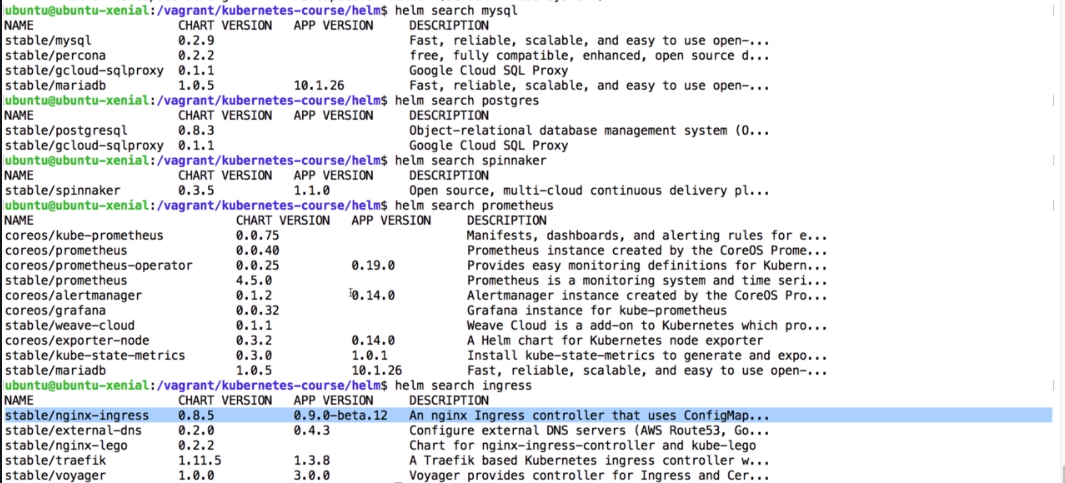 ubuntu@ubuntu-xenial:/vagrant/kubernetes-course/helm$ helm search mysql
NAME CHART VERSION APP VERSION DESCRIPTION
stable/mysql 0.2.9 Fast, reliable, scalable, and easy to use open-...
stable/percona 0.2.2 free, fully compatible, enhanced, open source d...
stable/gcloud-sqlproxy 0.1.1 Google Cloud SQL Proxy
stable/mariadb 1.0.5 10.1.26 Fast, reliable, scalable, and easy to use open-...
ubuntu@ubuntu-xenial:/vagrant/kubernetes-course/helm$ helm search postgres
NAME CHART VERSION APP VERSION DESCRIPTION
stable/postgresql 0.8.3 Object-relational database management system (O...
stable/gcloud-sqlproxy 0.1.1 Google Cloud SQL Proxy
ubuntu@ubuntu-xenial:/vagrant/kubernetes-course/helm$ helm search spinnaker
NAME CHART VERSION APP VERSION DESCRIPTION
stable/spinnaker 0.3.5 1.1.0 Open source, multi-cloud continuous delivery pl...
ubuntu@ubuntu-xenial:/vagrant/kubernetes-course/helm$ helm search prometheus
NAME CHART VERSION APP VERSION DESCRIPTION
coreos/kube-prometheus 0.0.75 Manifests, dashboards, and alerting rules for e...
coreos/prometheus 0.0.40 Prometheus instance created by the CoreOS Prome...
coreos/prometheus-operator 0.0.25 0.19.0 Provides easy monitoring definitions for Kubern...
stable/prometheus 4.5.0 Prometheus is a monitoring system and time seri...
coreos/alertmanager 0.1.2 0.14.0 Alertmanager instance created by the CoreOS Pro...
coreos/grafana 0.0.32 Grafana instance for kube-prometheus
stable/weave-cloud 0.1.1 Weave Cloud is a add-on to Kubernetes which pro...
coreos/exporter-node 0.3.2 0.14.0 A Helm chart for Kubernetes node exporter
stable/kube-state-metrics 0.3.0 1.0.1 Install kube-state-metrics to generate and expo...
stable/mariadb 1.0.5 10.1.26 Fast, reliable, scalable, and easy to use open-...
ubuntu@ubuntu-xenial:/vagrant/kubernetes-course/helm$ helm search ingress
NAME CHART VERSION APP VERSION DESCRIPTION
stable/nginx-ingress 0.8.5 0.9.0-beta.12 An nginx Ingress controller that uses ConfigMap...
stable/external-dns 0.2.0 0.4.3 Configure external DNS servers (AWS Route53, Go...
stable/nginx-lego 0.2.2 Chart for nginx-ingress-controller and kube-lego
stable/traefik 1.11.5 1.3.8 A Traefik based Kubernetes ingress controller w...
stable/voyager 1.0.0 3.0.0 Voyager provides controller for Ingress and Cer...